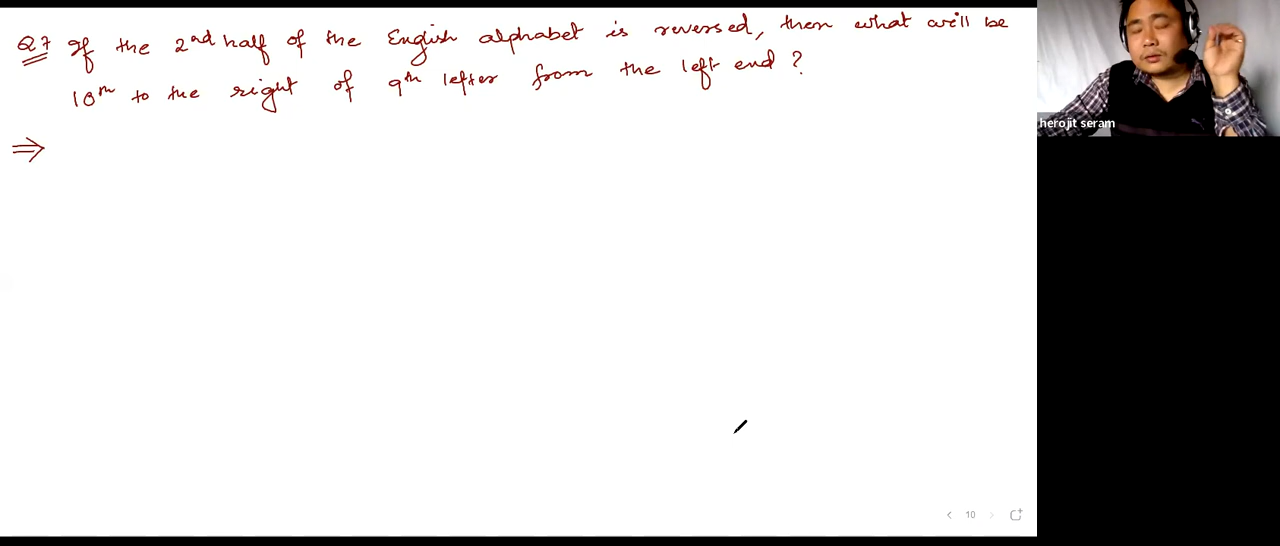 Q7 If the 2nd half of the English alphabet is reversed, then what will be
10th to the right of 9th letter from the left end ?
⇒
herojit seram
10